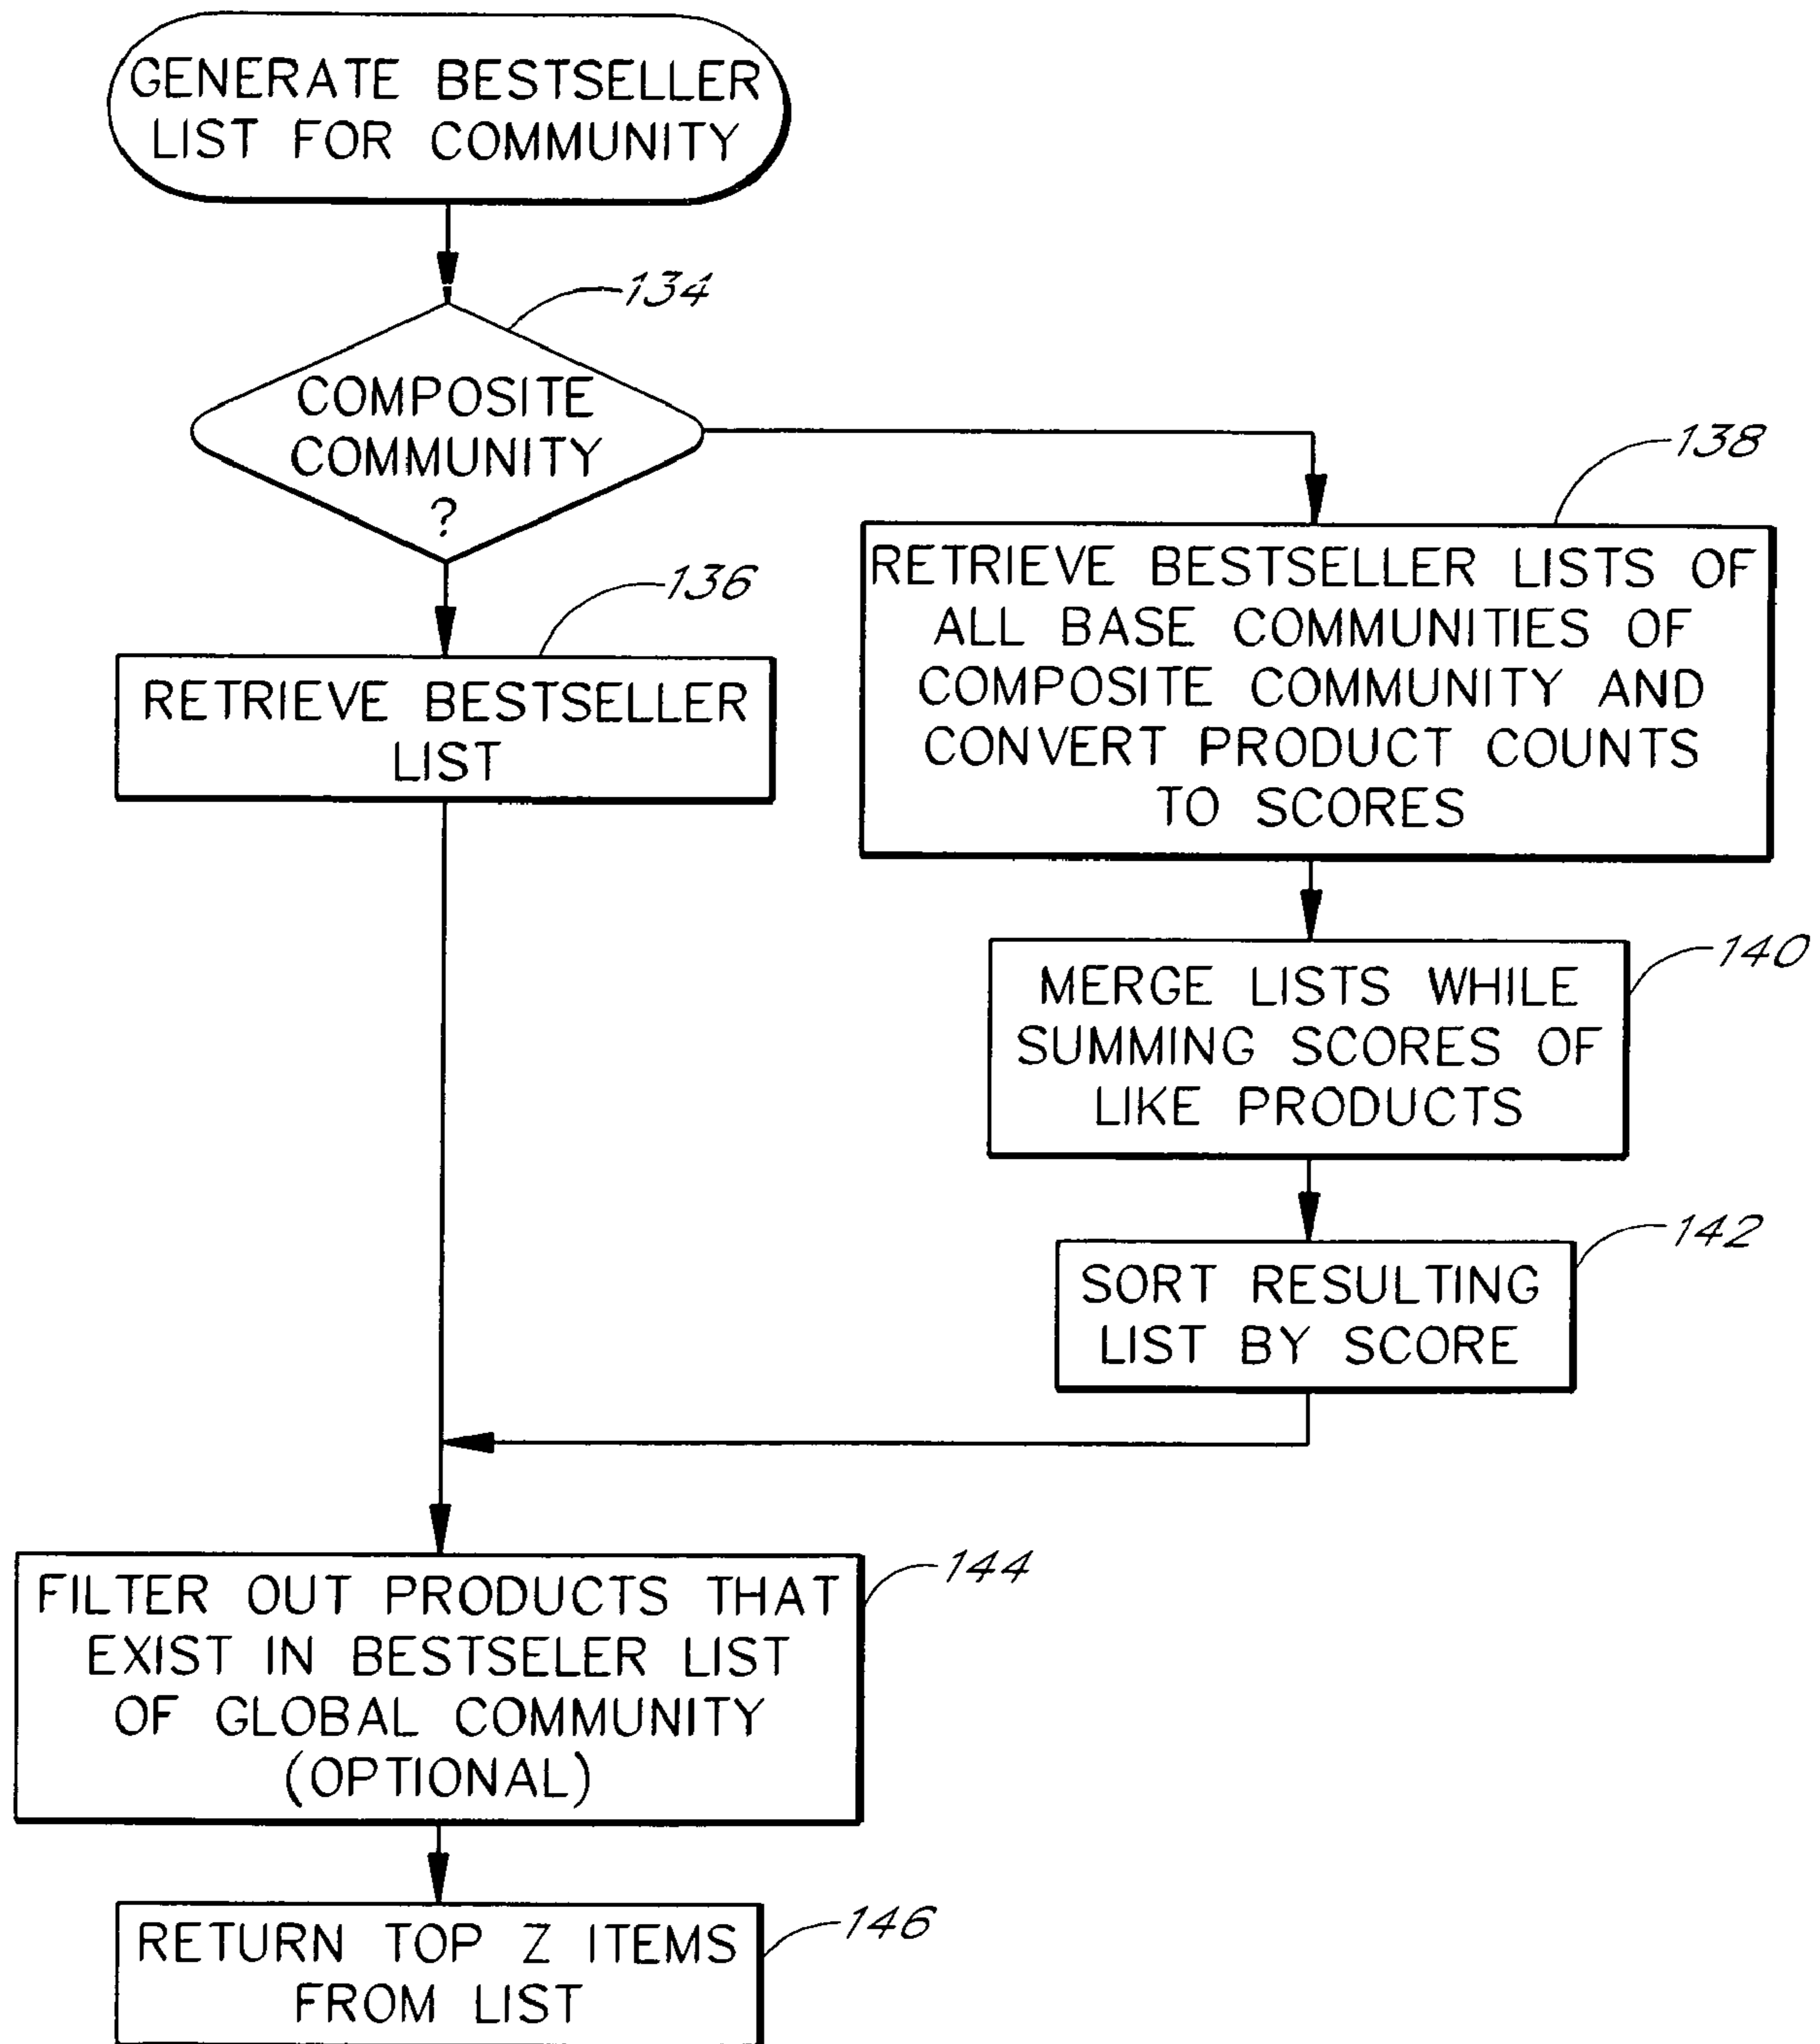 GENERATE BESTSELLER
LIST FOR COMMUNITY
134
COMPOSITE
COMMUNITY
?
136
RETRIEVE BESTSELLER
LIST
138
RETRIEVE BESTSELLER LISTS OF
ALL BASE COMMUNITIES OF
COMPOSITE COMMUNITY AND
CONVERT PRODUCT COUNTS
TO SCORES
140
MERGE LISTS WHILE
SUMMING SCORES OF
LIKE PRODUCTS
142
SORT RESULTING
LIST BY SCORE
144
FILTER OUT PRODUCTS THAT
EXIST IN BESTSELER LIST
OF GLOBAL COMMUNITY
(OPTIONAL)
146
RETURN TOP Z ITEMS
FROM LIST